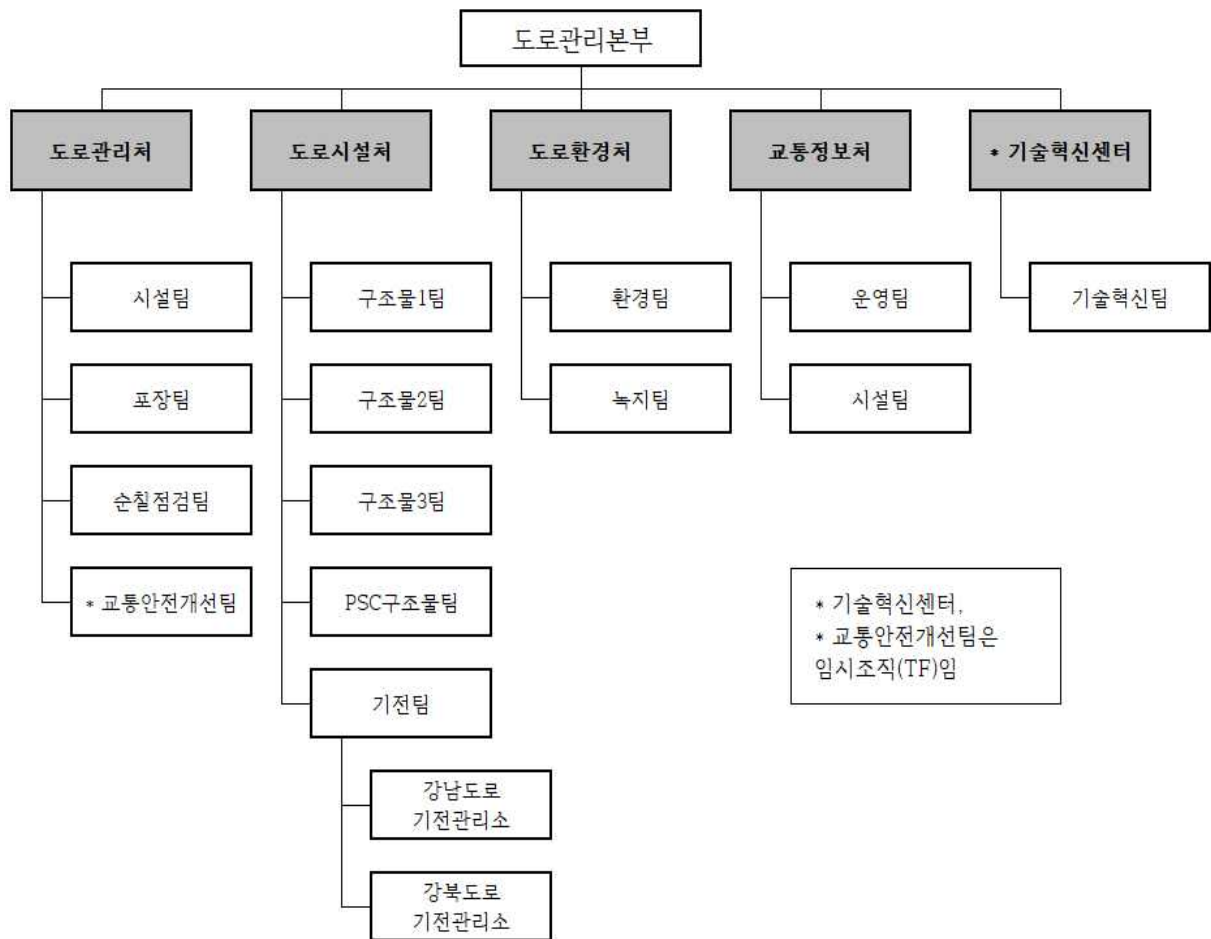 도로관리본부
도로관리처
도로시설처
도로환경처
교통정보처
* 기술혁신센터
시설팀
구조물1팀
환경팀
운영팀
기술혁신팀
포장팀
구조물2팀
녹지팀
시설팀
순찰점검팀
구조물3팀
* 교통안전개선팀
PSC구조물팀
* 기술혁신센터,
* 교통안전개선팀은
임시조직(TF)임
기전팀
강남도로
기전관리소
강북도로
기전관리소